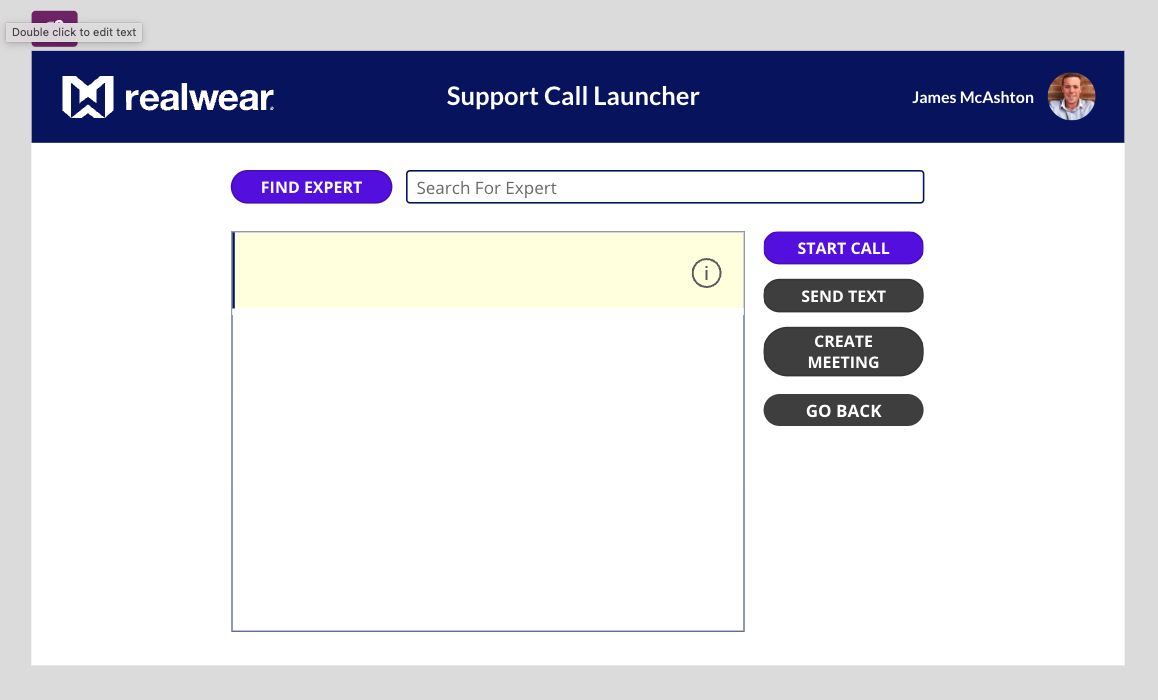 Double click to edit text
realwear
Support Call Launcher
James McAshton
FIND EXPERT
Search For Expert
i
START CALL
SEND TEXT
CREATE
MEETING
GO BACK